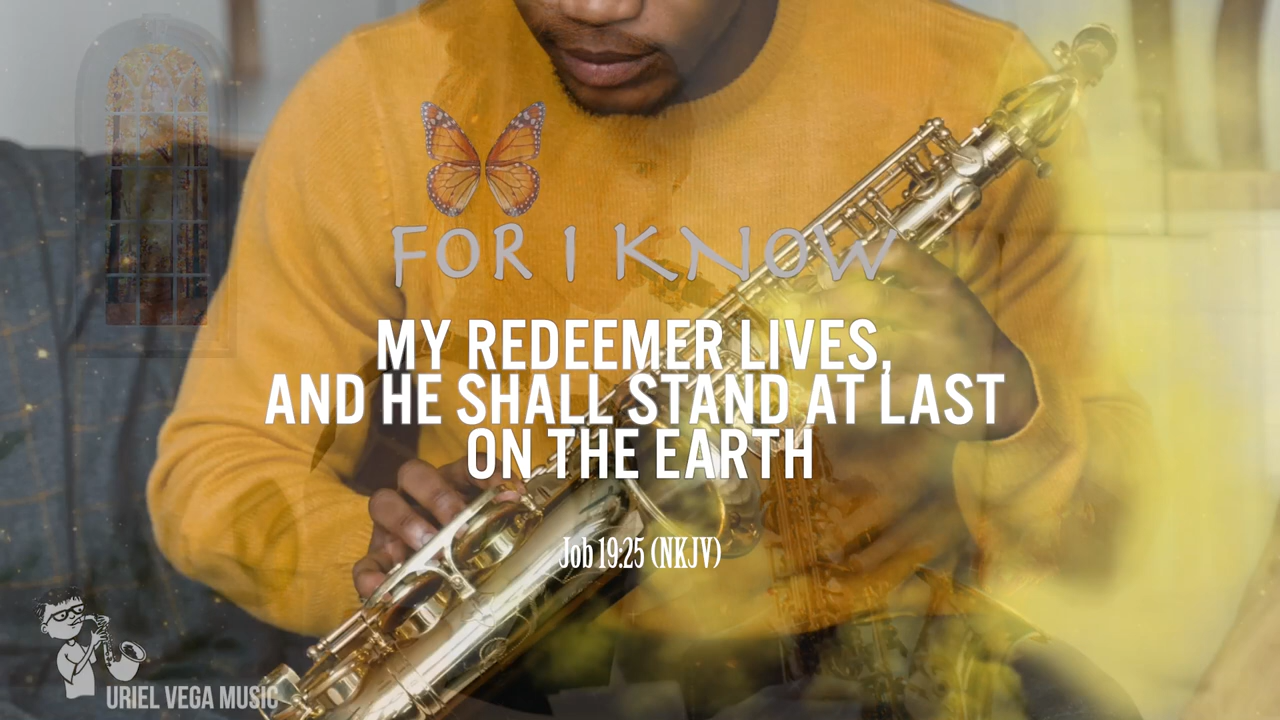 FOR I KNOW
MY REDEEMER LIVES,
AND HE SHALL STAND AT LAST
ON THE EARTH
Job 19:25 (NKJV)
URIEL VEGA MUSIC